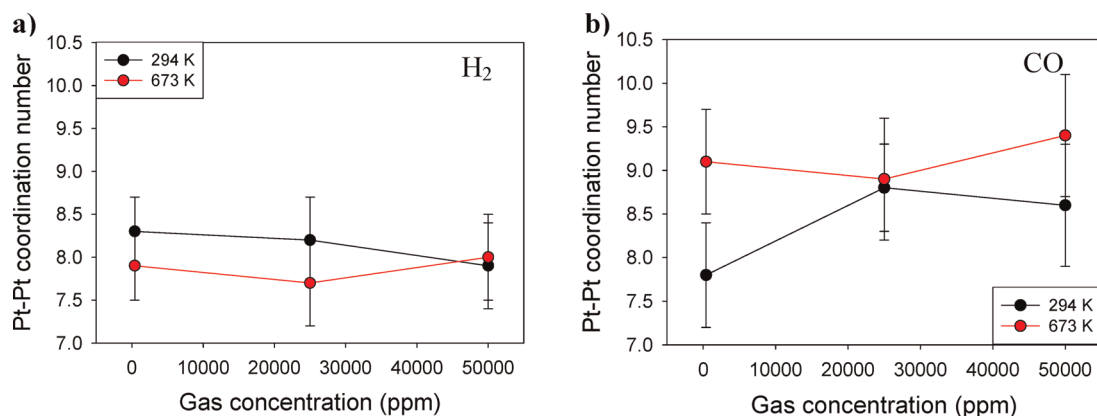 a)
H2
294 K
673 K
Pt-Pt coordination number
10.5
10.0
9.5
9.0
8.5
8.0
7.5
7.0
0 10000 20000 30000 40000 50000
Gas concentration (ppm)
b)
CO
Pt-Pt coordination number
10.5
10.0
9.5
9.0
8.5
8.0
7.5
7.0
294 K
673 K
0 10000 20000 30000 40000 50000
Gas concentration (ppm)